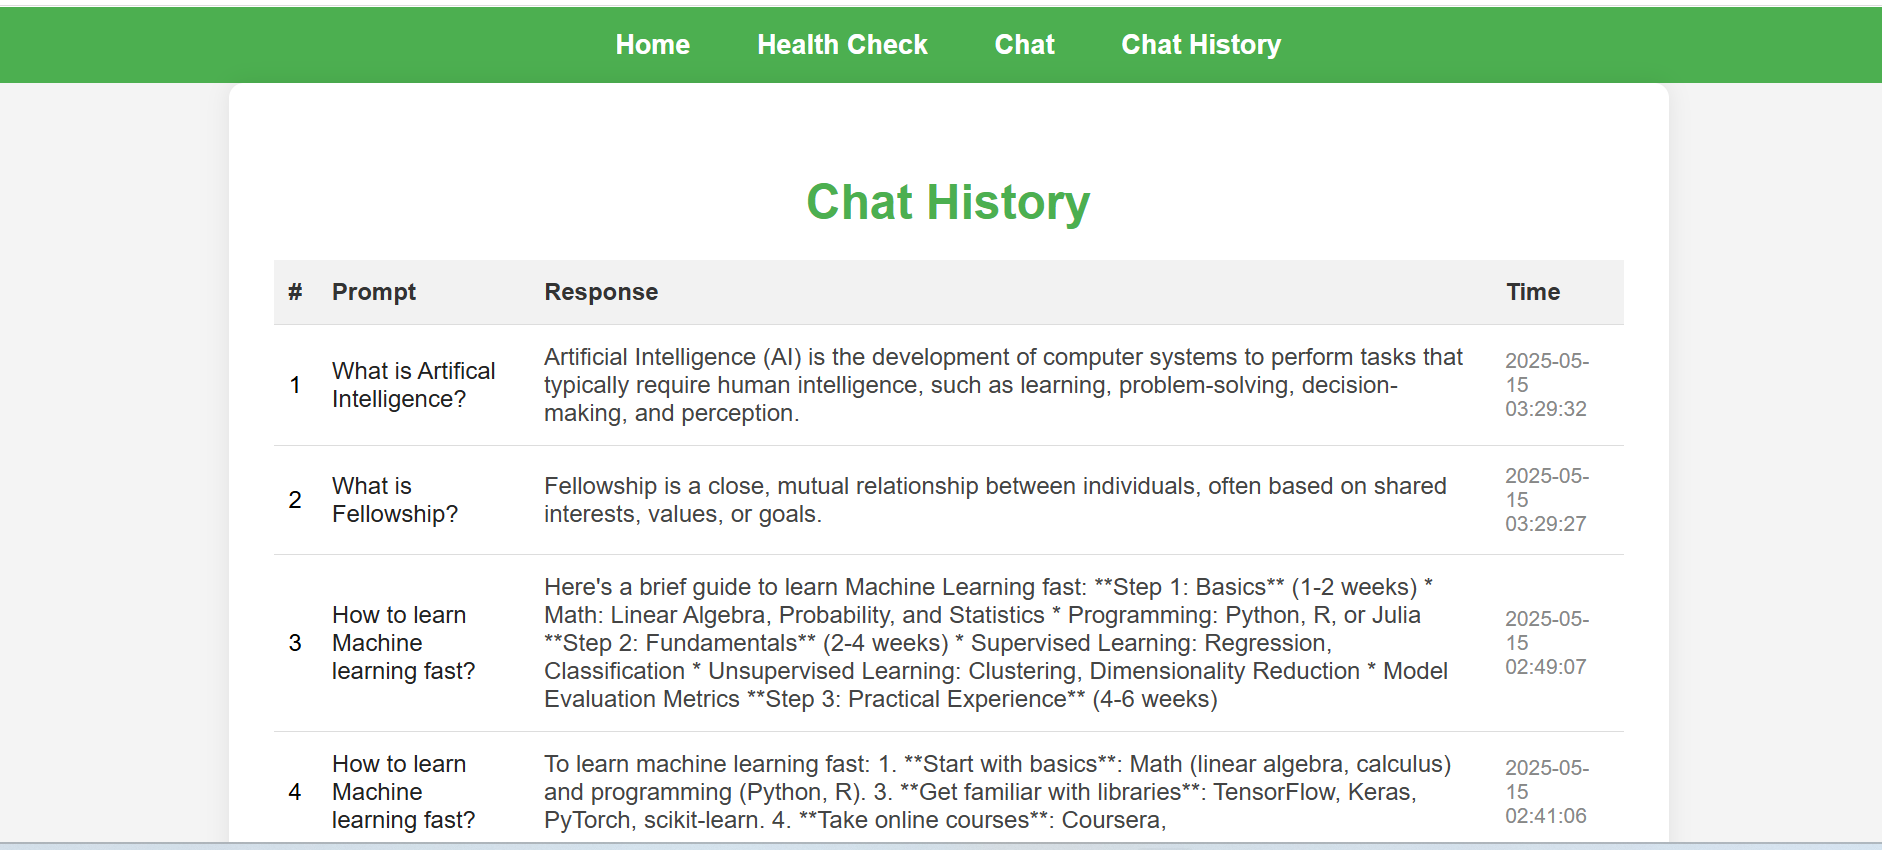 Home Health Check Chat Chat History
Chat History
# Prompt Response Time
1
What is Artifical
Intelligence?
Artificial Intelligence (AI) is the development of computer systems to perform tasks that
typically require human intelligence, such as learning, problem-solving, decision-
making, and perception.
2025-05-
15
03:29:32
2
What is
Fellowship?
Fellowship is a close, mutual relationship between individuals, often based on shared
interests, values, or goals.
2025-05-
15
03:29:27
3
How to learn
Machine
learning fast?
Here's a brief guide to learn Machine Learning fast: **Step 1: Basics** (1-2 weeks) *
Math: Linear Algebra, Probability, and Statistics * Programming: Python, R, or Julia
**Step 2: Fundamentals** (2-4 weeks) * Supervised Learning: Regression,
Classification * Unsupervised Learning: Clustering, Dimensionality Reduction * Model
Evaluation Metrics **Step 3: Practical Experience** (4-6 weeks)
2025-05-
15
02:49:07
4
How to learn
Machine
learning fast?
To learn machine learning fast: 1. **Start with basics**: Math (linear algebra, calculus)
and programming (Python, R). 3. **Get familiar with libraries**: TensorFlow, Keras,
PyTorch, scikit-learn. 4. **Take online courses**: Coursera,
2025-05-
15
02:41:06